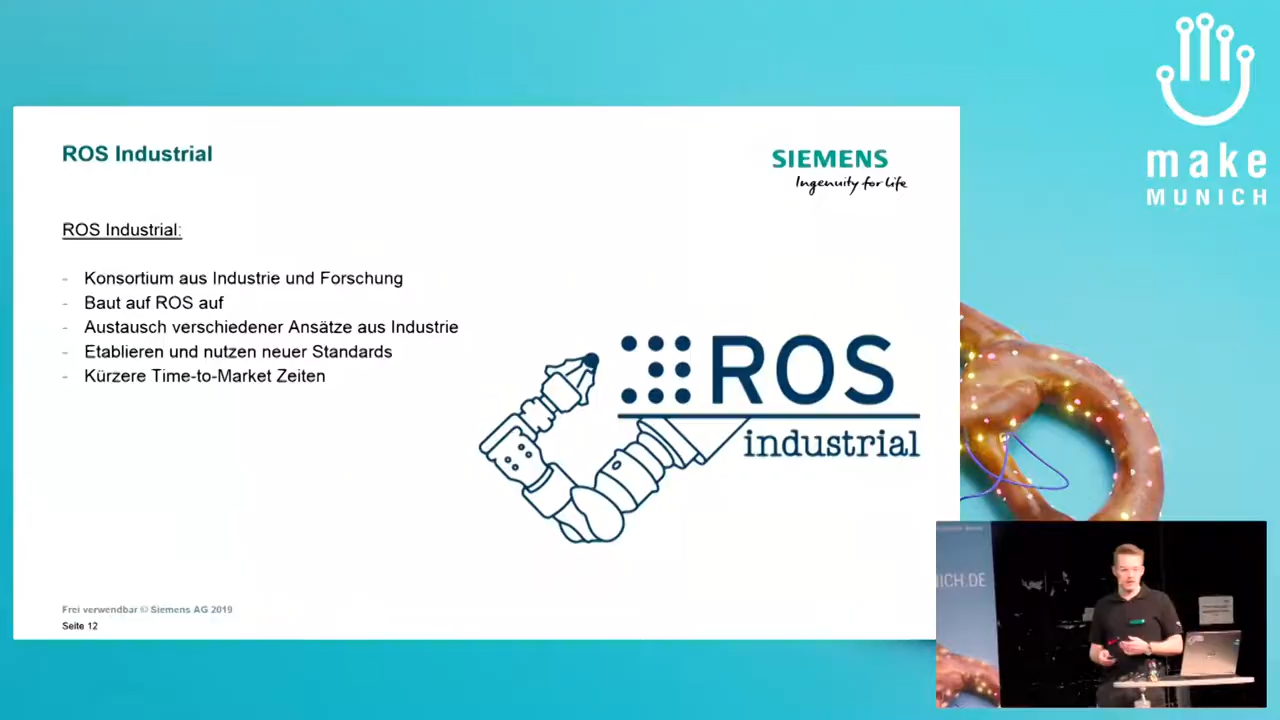 ROS Industrial
SIEMENS
Ingenuity for Life
ROS Industrial:
- Konsortium aus Industrie und Forschung
- Baut auf ROS auf
- Austausch verschiedener Ansätze aus Industrie
- Etablieren und nutzen neuer Standards
- Kürzere Time-to-Market Zeiten
ROS
industrial
Frei verwendbar © Siemens AG 2019
Seite 12
make
MUNICH
NICH.DE